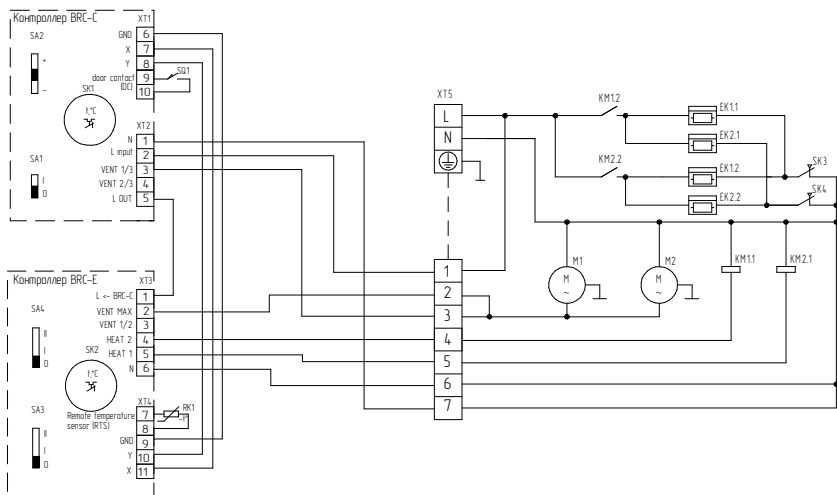 Контроллер BRC-C
XT1
SA2
+
-
GND 6
X 7
Y 8
door contact (DC) 9
10
SQ1
SK1
t,°C
XT2
N 1
L input 2
VENT 1/3 3
VENT 2/3 4
L OUT 5
SA1
I
0
Контроллер BRC-E
XT3
L <- BRC-C 1
VENT MAX 2
VENT 1/2 3
HEAT 2 4
HEAT 1 5
N 6
SA4
II
I
0
SK2
t,°C
XT4
Remote temperature 7
sensor (RTS) 8
RK1
-t°
GND 9
Y 10
X 11
SA3
II
I
0
XT5
L
N
1
2
3
4
5
6
7
KM1.2
EK1.1
EK2.1
KM2.2
EK1.2
EK2.2
SK3
SK4
M1
M
~
M2
M
~
KM1.1
KM2.1